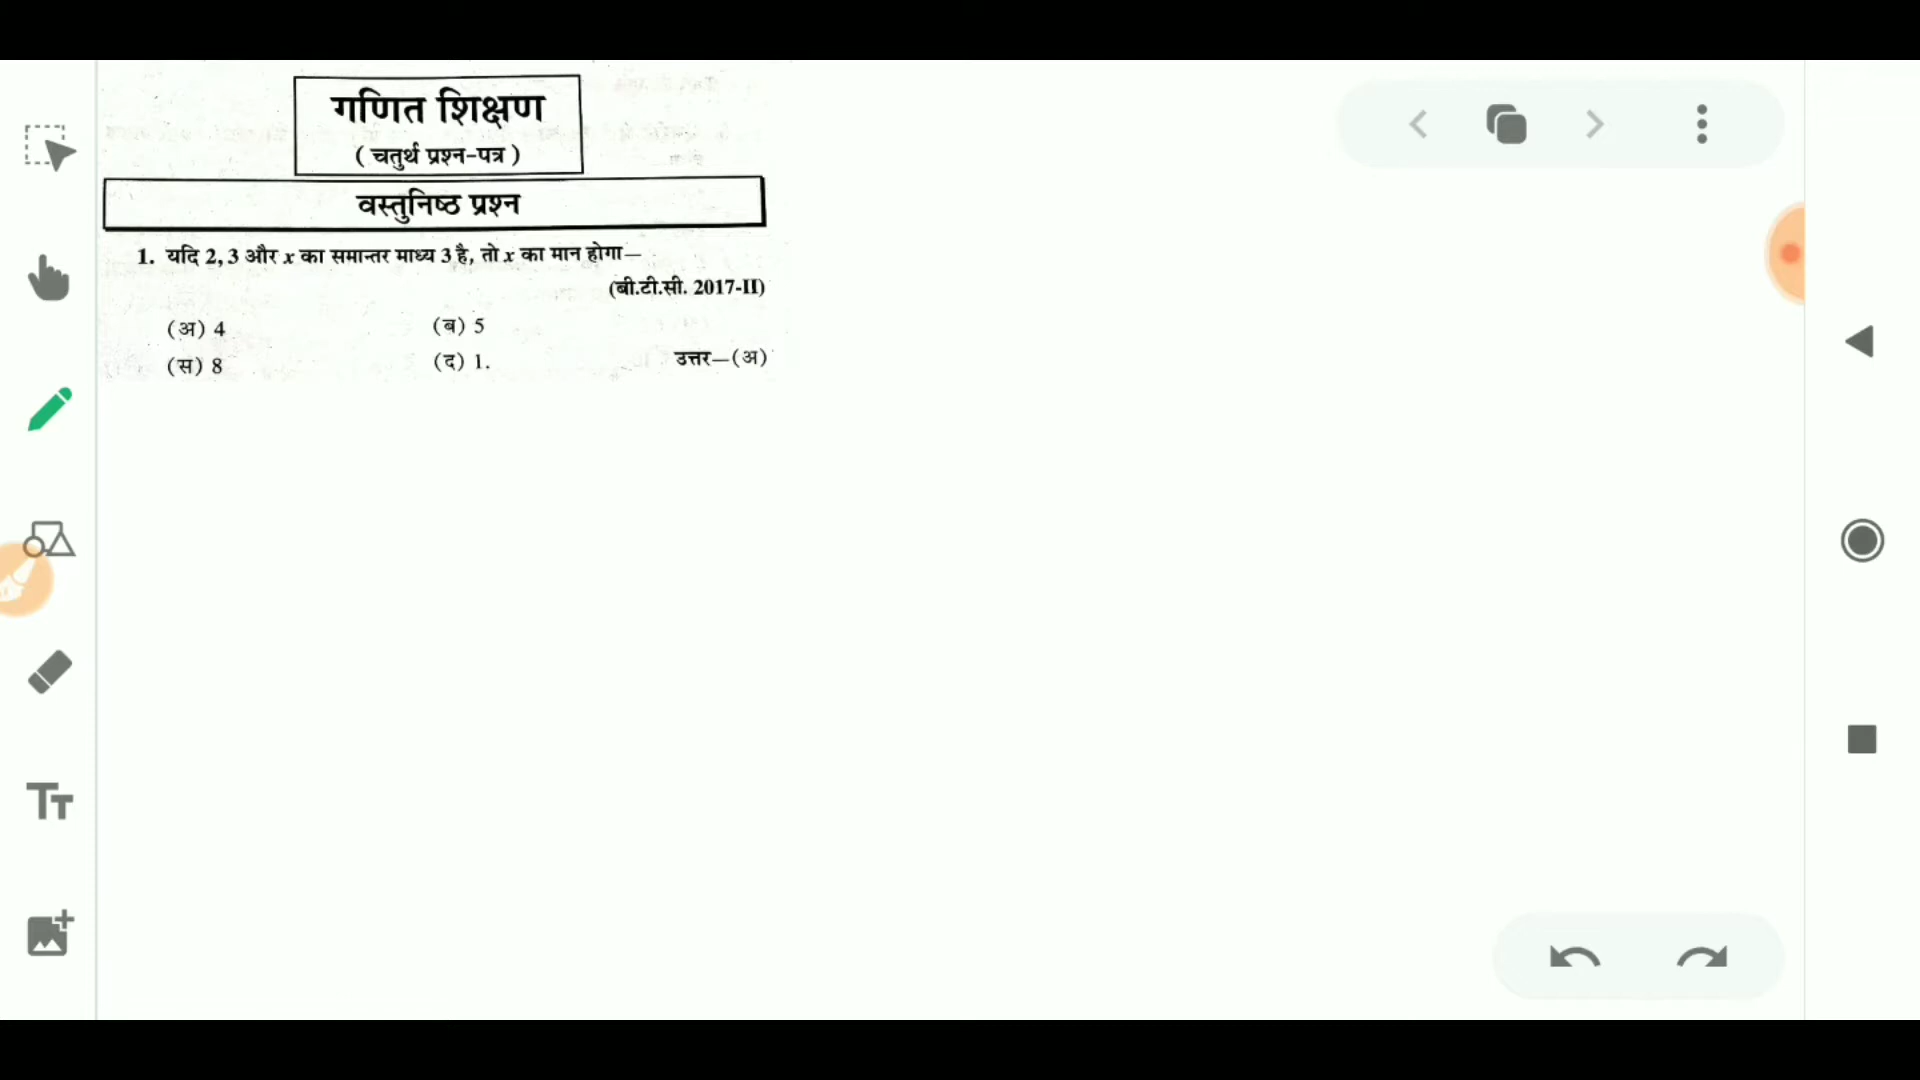 गणित शिक्षण
( चतुर्थ प्रश्न-पत्र )
वस्तुनिष्ठ प्रश्न
1. यदि 2, 3 और x का समान्तर माध्य 3 है, तो x का मान होगा—
(बी.टी.सी. 2017-II)
(अ) 4 (ब) 5
(स) 8 (द) 1. उत्तर—(अ)
Tт